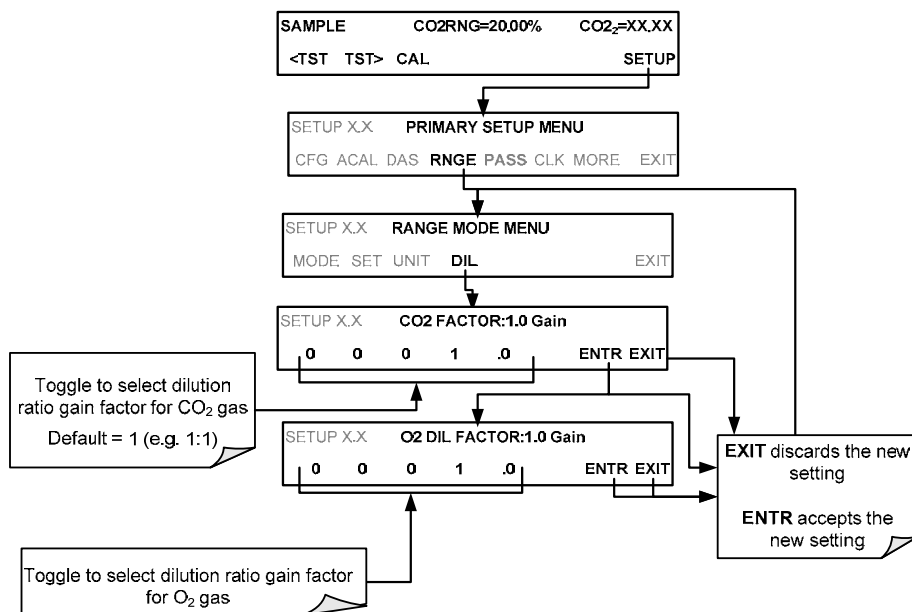 SAMPLE CO2RNG=20.00% CO2₂=XX.XX
<TST TST> CAL SETUP
SETUP X.X PRIMARY SETUP MENU
CFG ACAL DAS RNGE PASS CLK MORE EXIT
SETUP X.X RANGE MODE MENU
MODE SET UNIT DIL EXIT
SETUP X.X CO2 FACTOR:1.0 Gain
0 0 0 1 .0 ENTR EXIT
Toggle to select dilution
ratio gain factor for CO₂ gas
Default = 1 (e.g. 1:1)
SETUP X.X O2 DIL FACTOR:1.0 Gain
0 0 0 1 .0 ENTR EXIT
EXIT discards the new
setting
ENTR accepts the
new setting
Toggle to select dilution ratio gain factor
for O₂ gas